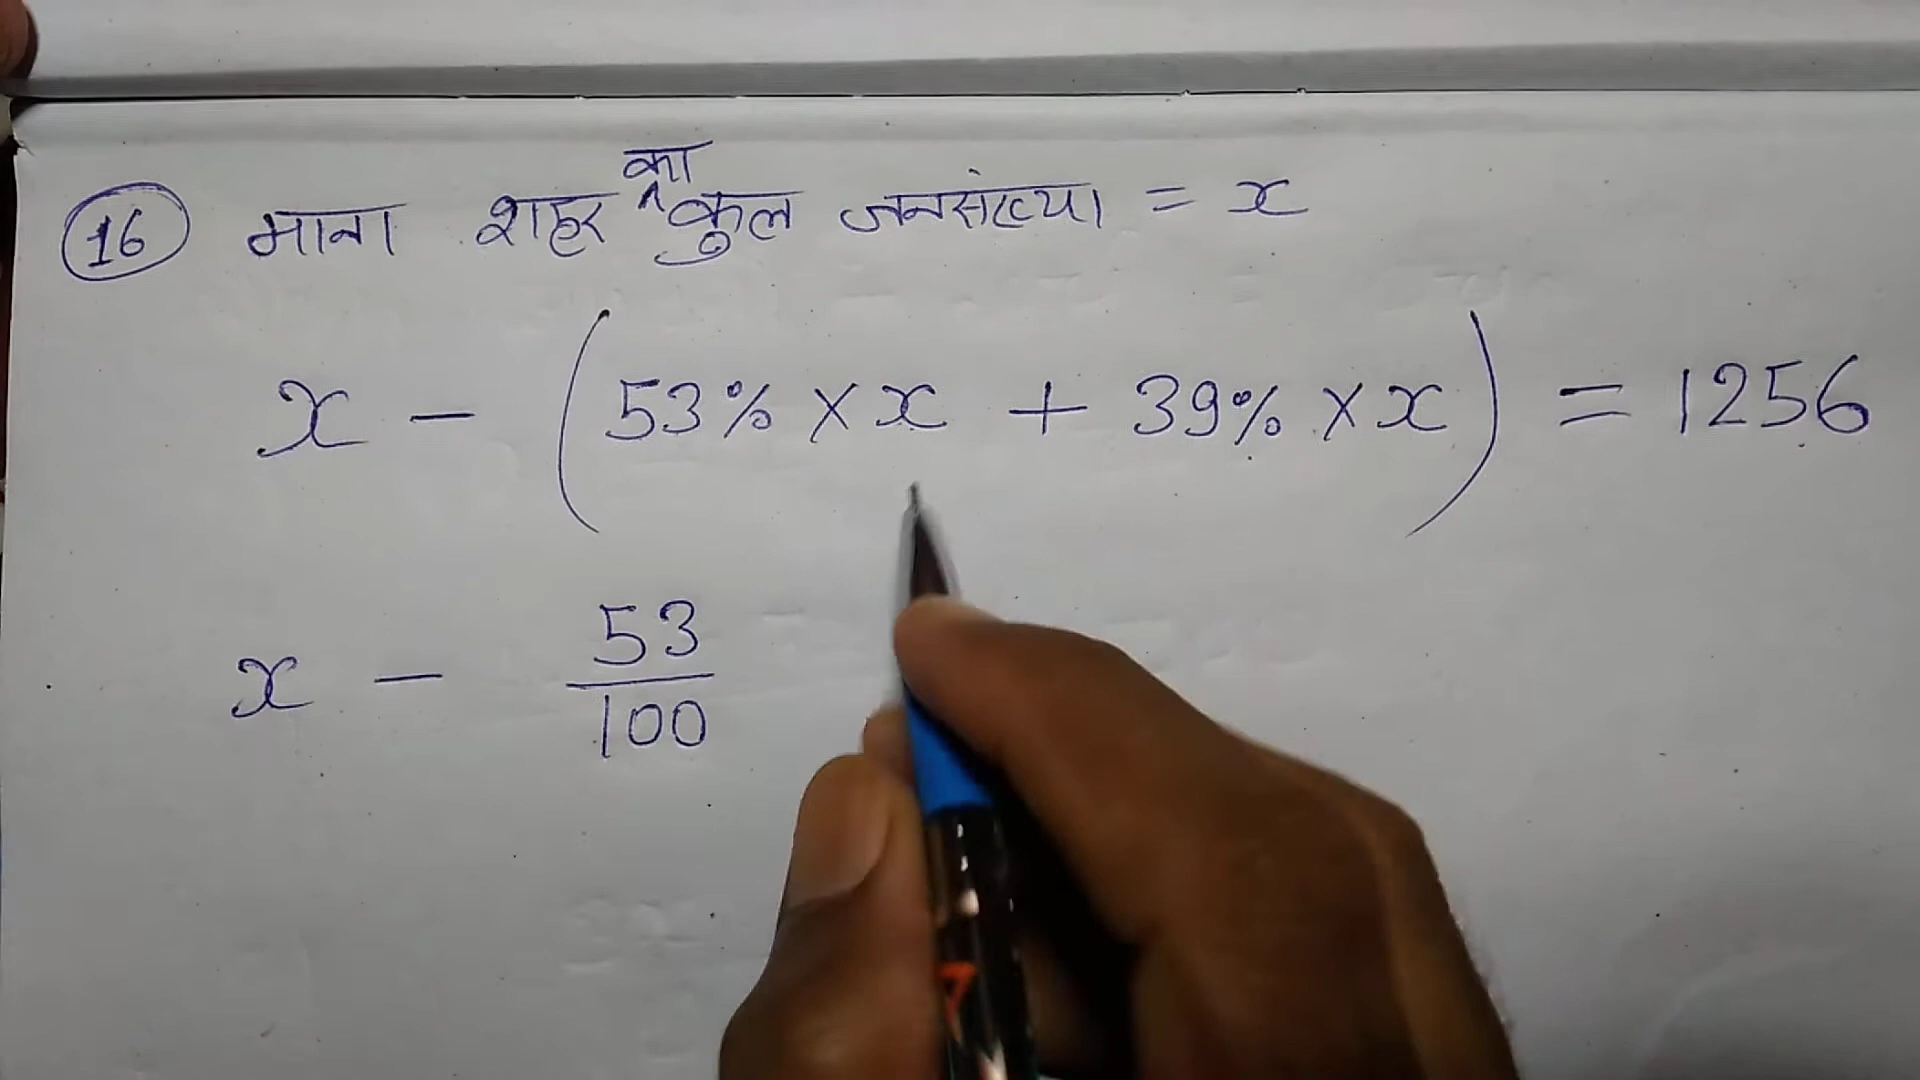 16 माना शहर का कुल जनसंख्या = x
x - ( 53% × x + 39% × x ) = 1256
x - 53/100